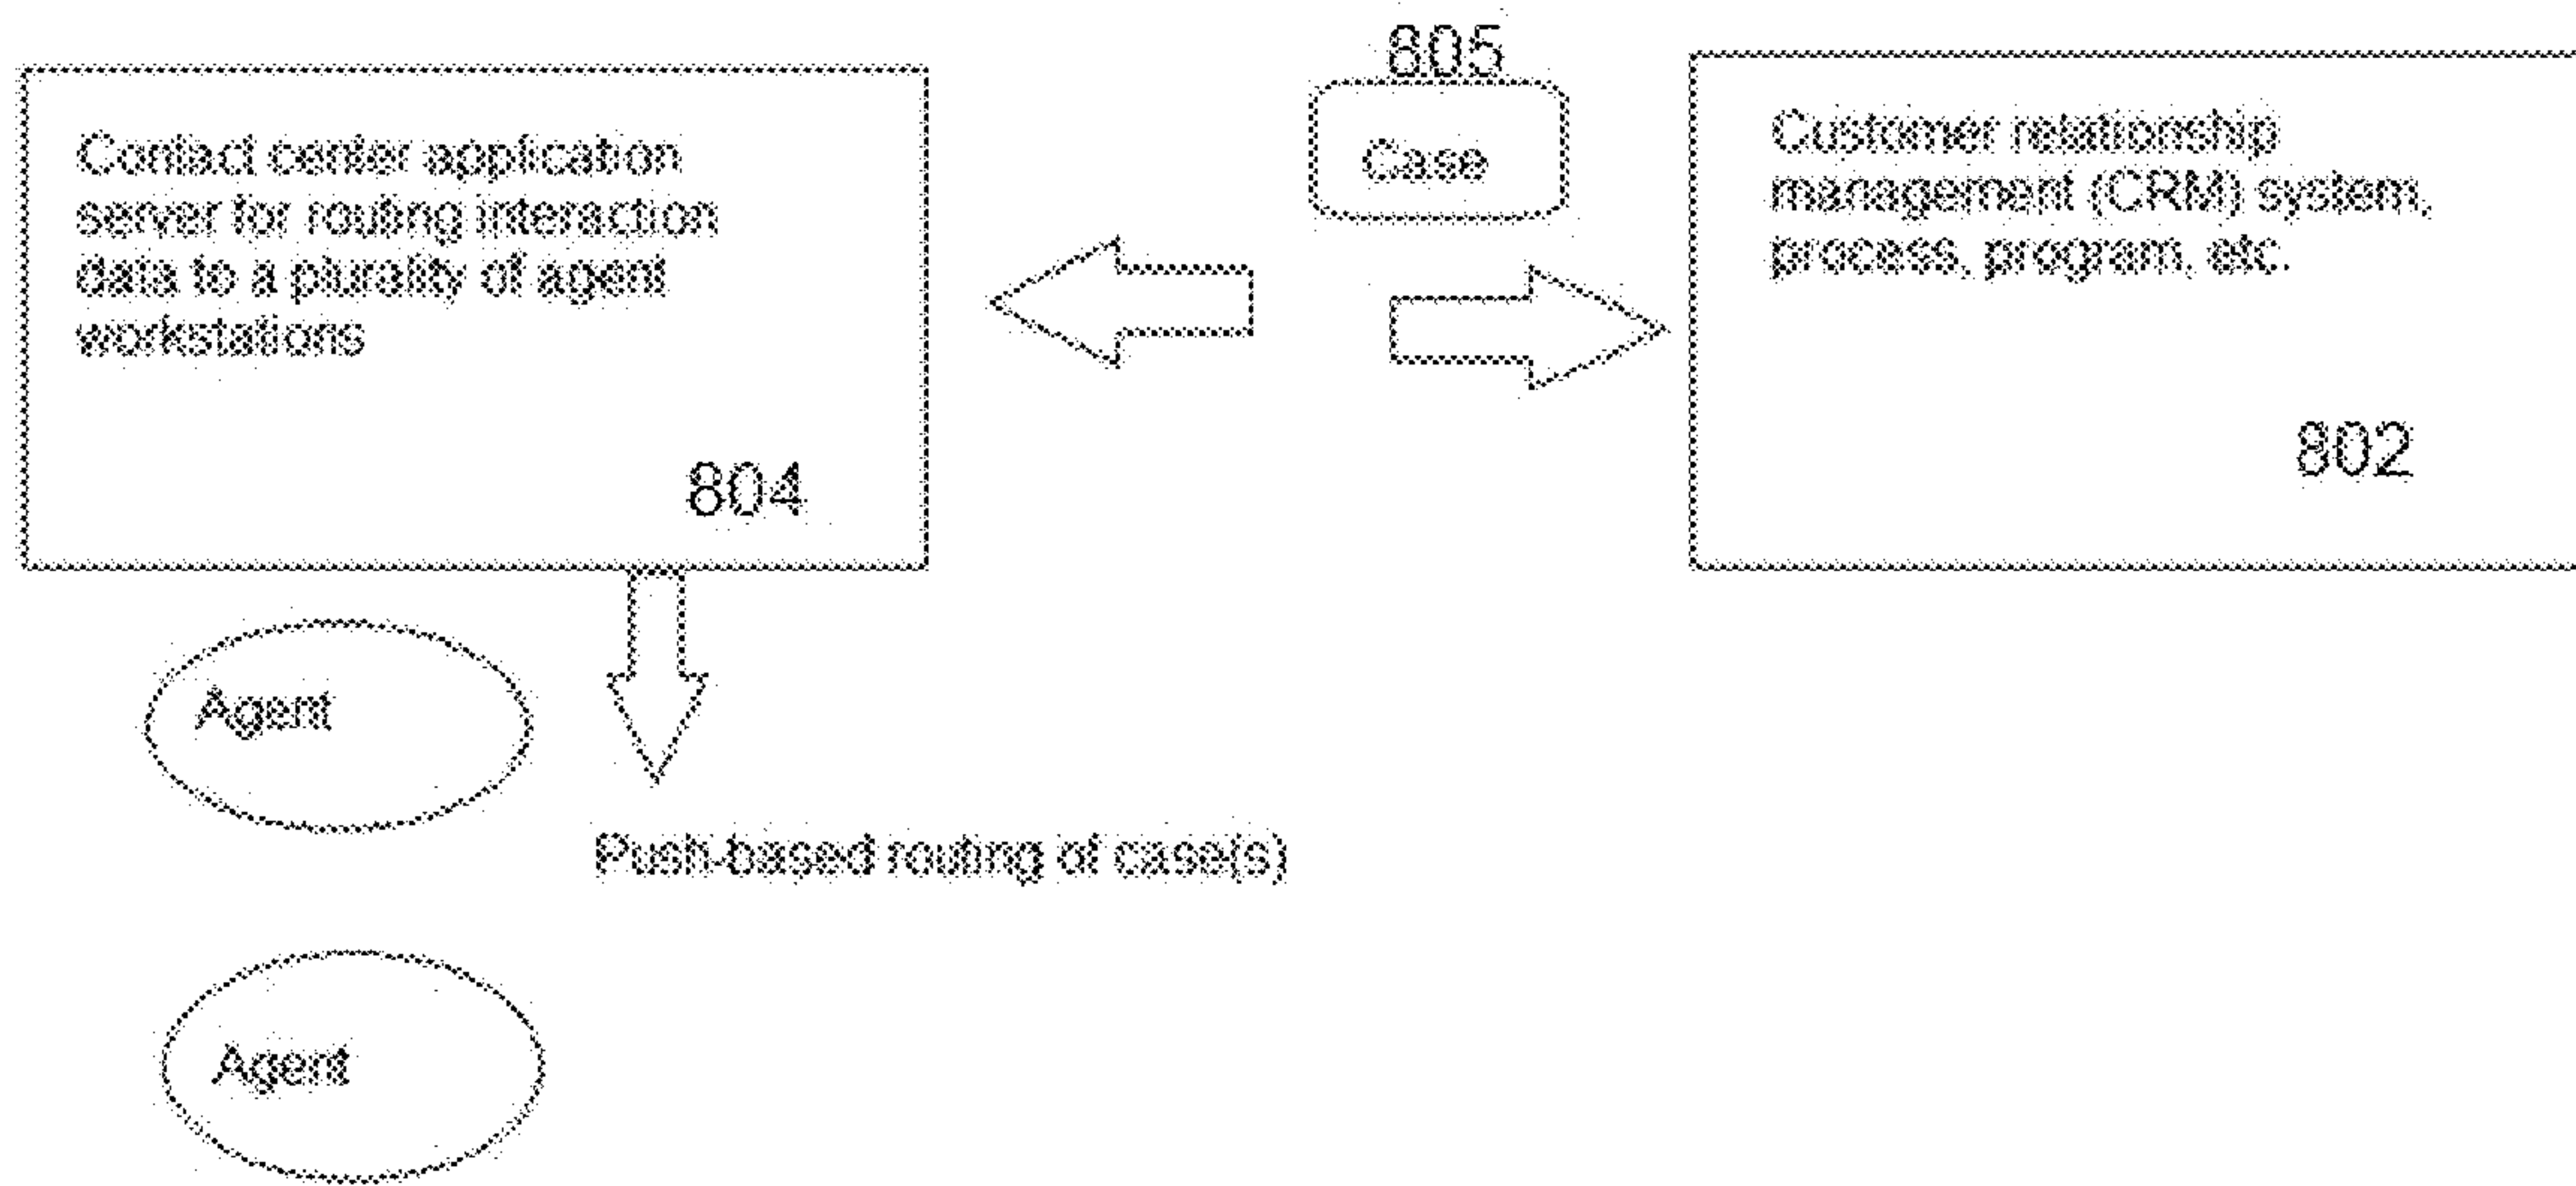 805
Case
Contact center application
server for routing interaction
data to a plurality of agent
workstations
804
Customer relationship
management (CRM) system,
process, program, etc.
802
Agent
Push-based routing of case(s)
Agent